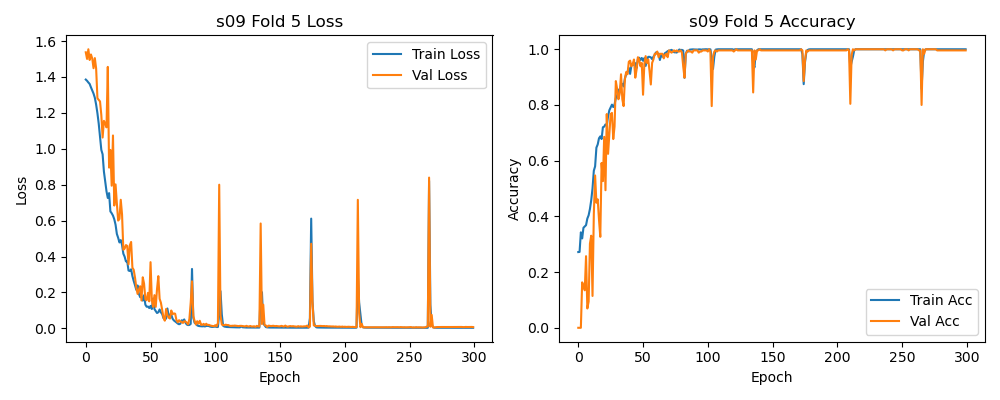 s09 Fold 5 Loss
1.6
1.4
1.2
1.0
0.8
0.6
0.4
0.2
0.0
Loss
0 50 100 150 200 250 300
Epoch
Train Loss
Val Loss
s09 Fold 5 Accuracy
1.0
0.8
0.6
0.4
0.2
0.0
Accuracy
0 50 100 150 200 250 300
Epoch
Train Acc
Val Acc